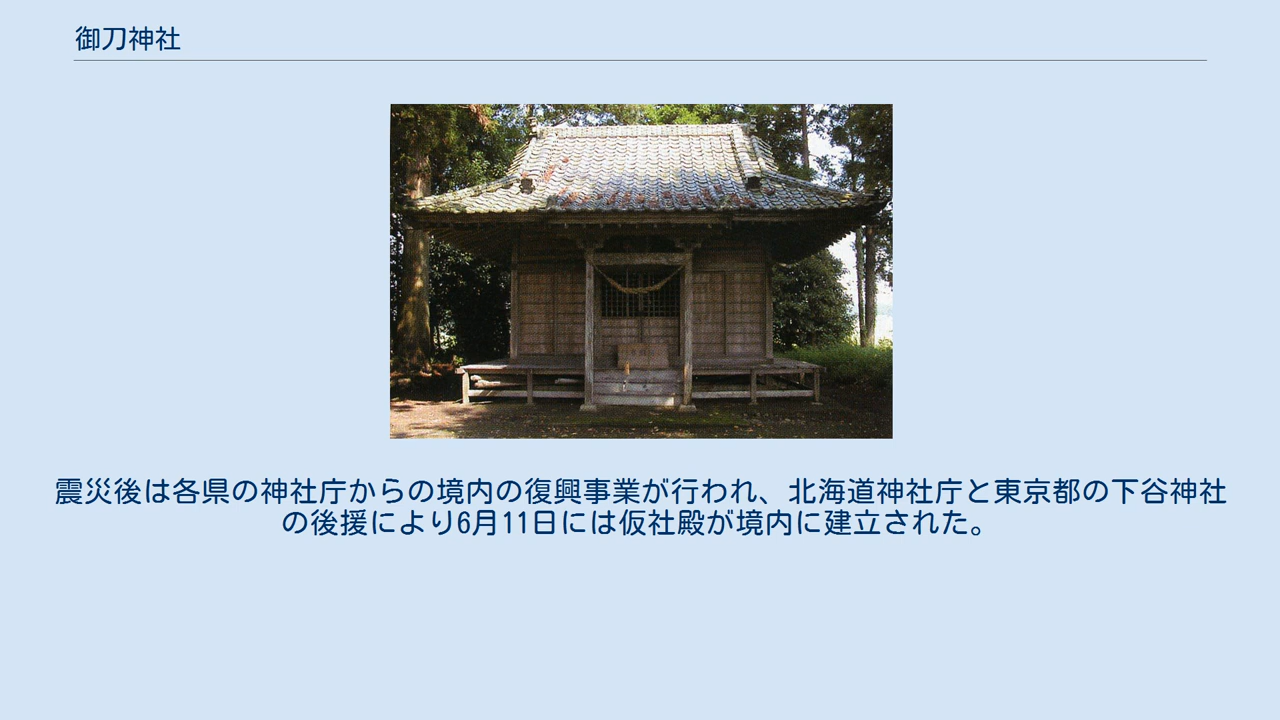 御刀神社
震災後は各県の神社庁からの境内の復興事業が行われ、北海道神社庁と東京都の下谷神社
の後援により6月11日には仮社殿が境内に建立された。